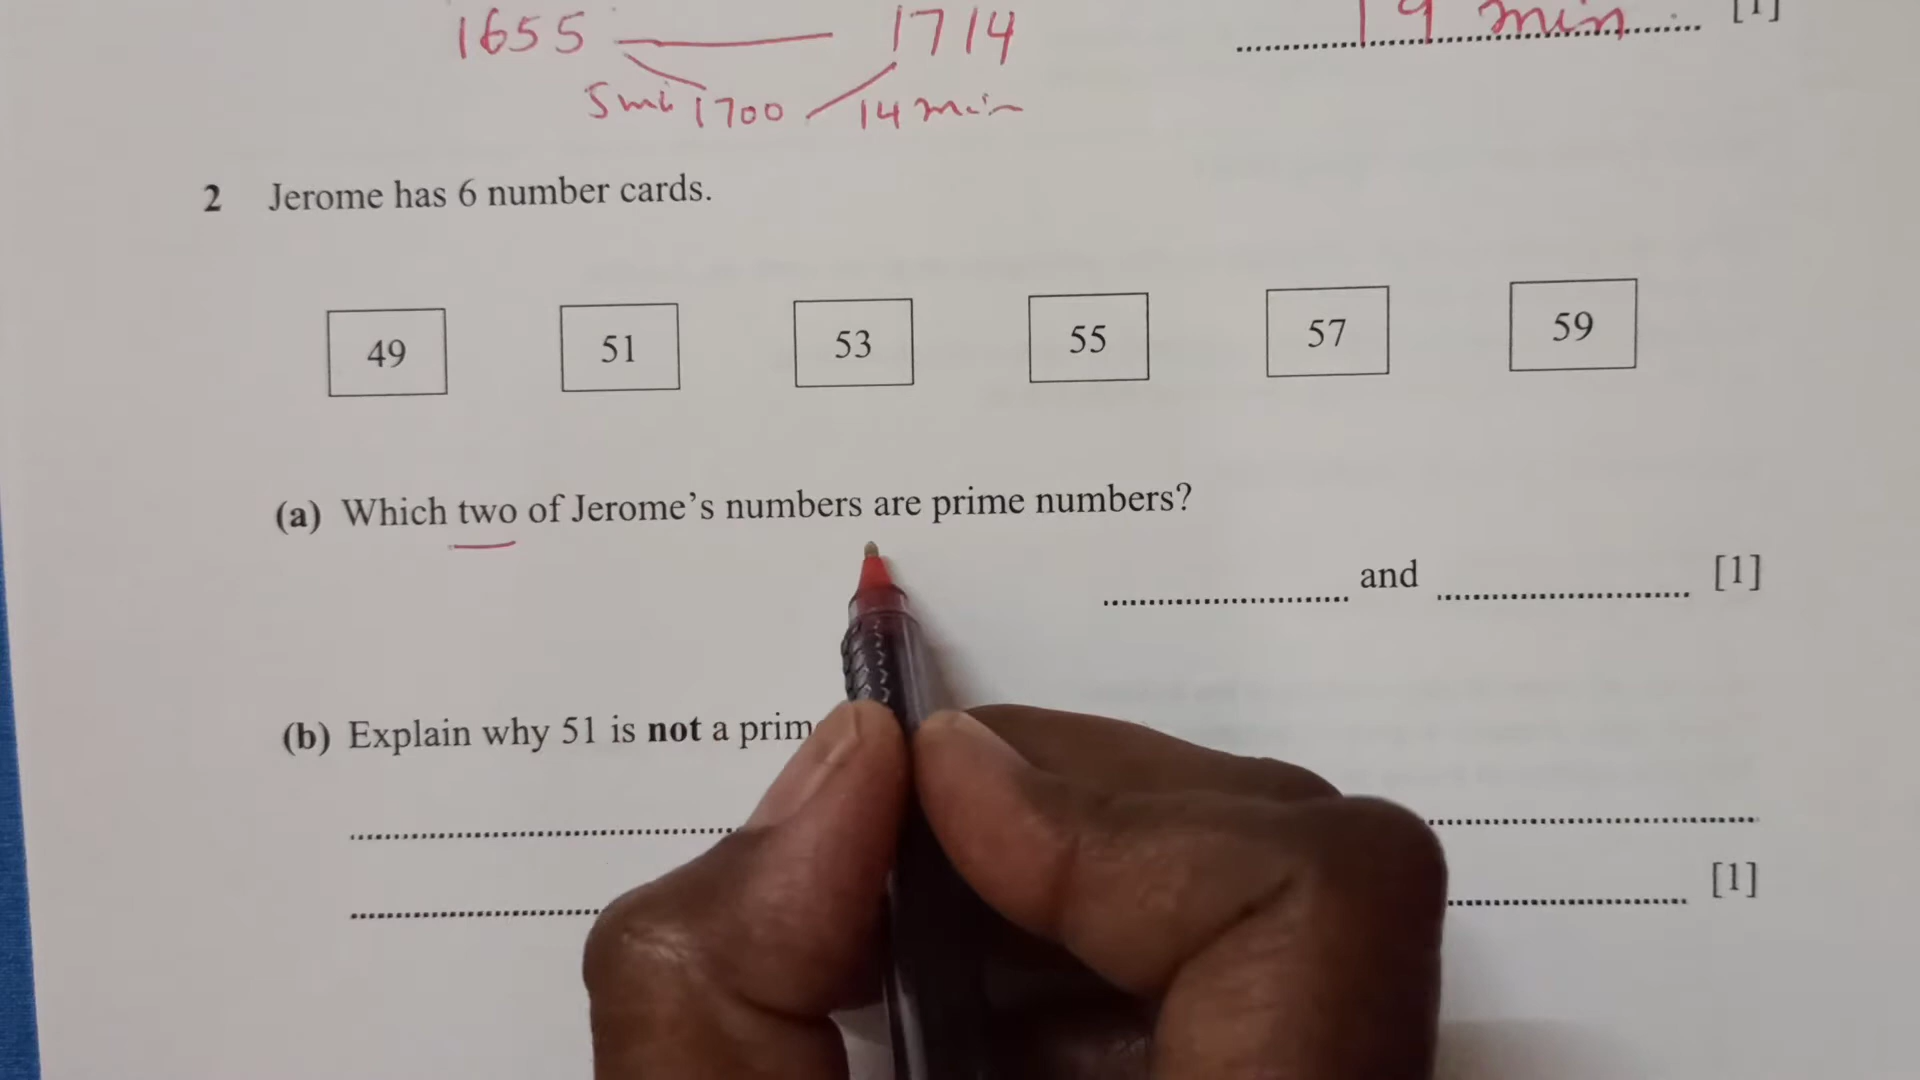 1655 1714
19 min [1]
5 mi 1700 14 min
2 Jerome has 6 number cards.
49 51 53 55 57 59
(a) Which two of Jerome's numbers are prime numbers?
and [1]
(b) Explain why 51 is not a prim
[1]